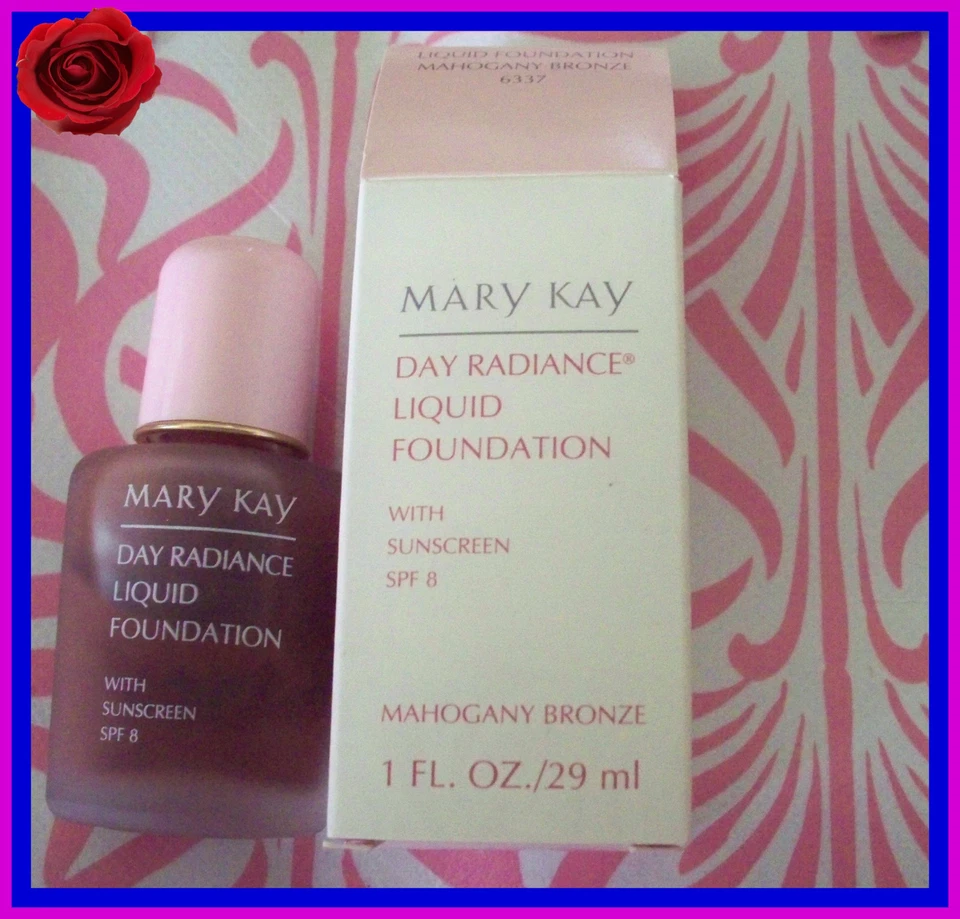 LIQUID FOUNDATION
MAHOGANY BRONZE
6337
MARY KAY
DAY RADIANCE®
LIQUID
FOUNDATION
WITH
SUNSCREEN
SPF 8
MAHOGANY BRONZE
1 FL. OZ./29 ml
MARY KAY
DAY RADIANCE
LIQUID
FOUNDATION
WITH
SUNSCREEN
SPF 8